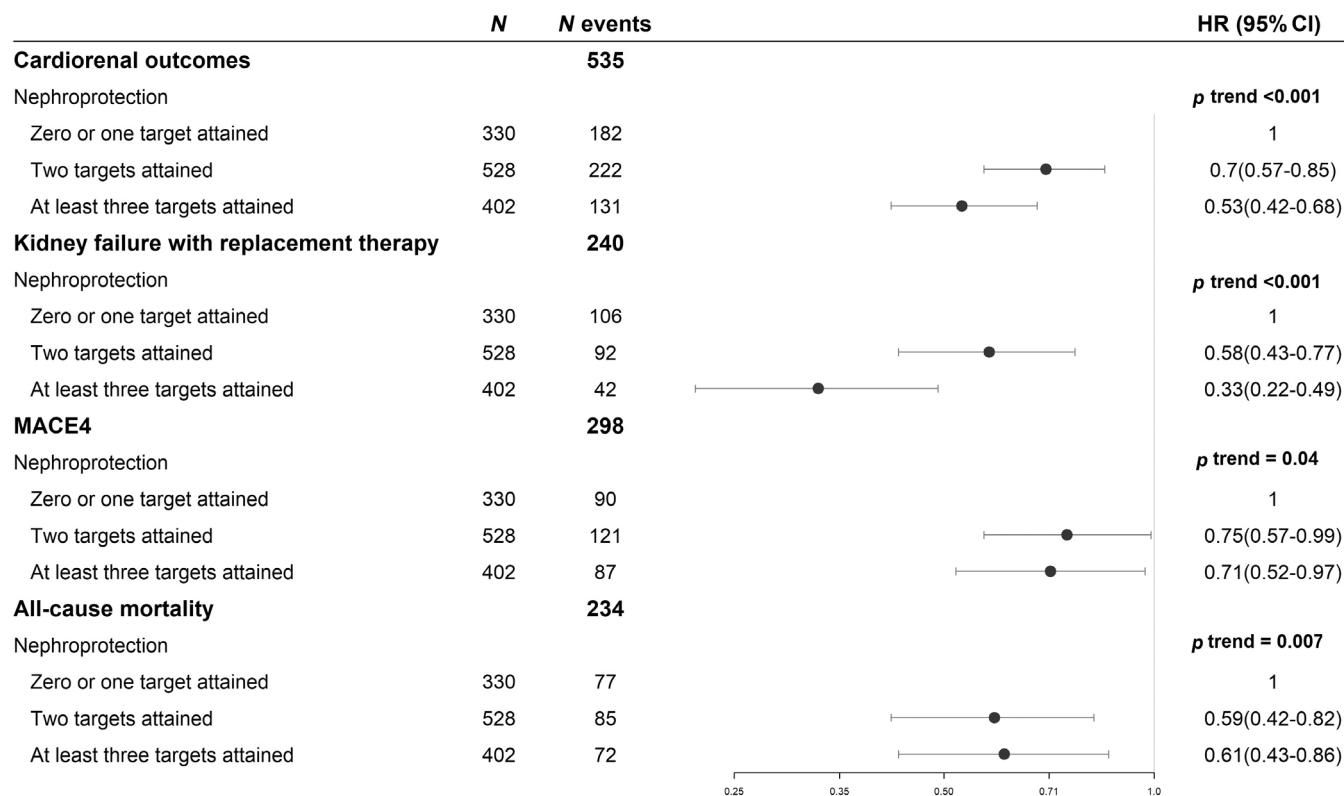 N N events HR (95% CI)
Cardiorenal outcomes 535
Nephroprotection p trend <0.001
Zero or one target attained 330 182 1
Two targets attained 528 222 0.7(0.57-0.85)
At least three targets attained 402 131 0.53(0.42-0.68)
Kidney failure with replacement therapy 240
Nephroprotection p trend <0.001
Zero or one target attained 330 106 1
Two targets attained 528 92 0.58(0.43-0.77)
At least three targets attained 402 42 0.33(0.22-0.49)
MACE4 298
Nephroprotection p trend = 0.04
Zero or one target attained 330 90 1
Two targets attained 528 121 0.75(0.57-0.99)
At least three targets attained 402 87 0.71(0.52-0.97)
All-cause mortality 234
Nephroprotection p trend = 0.007
Zero or one target attained 330 77 1
Two targets attained 528 85 0.59(0.42-0.82)
At least three targets attained 402 72 0.61(0.43-0.86)
0.25 0.35 0.50 0.71 1.0